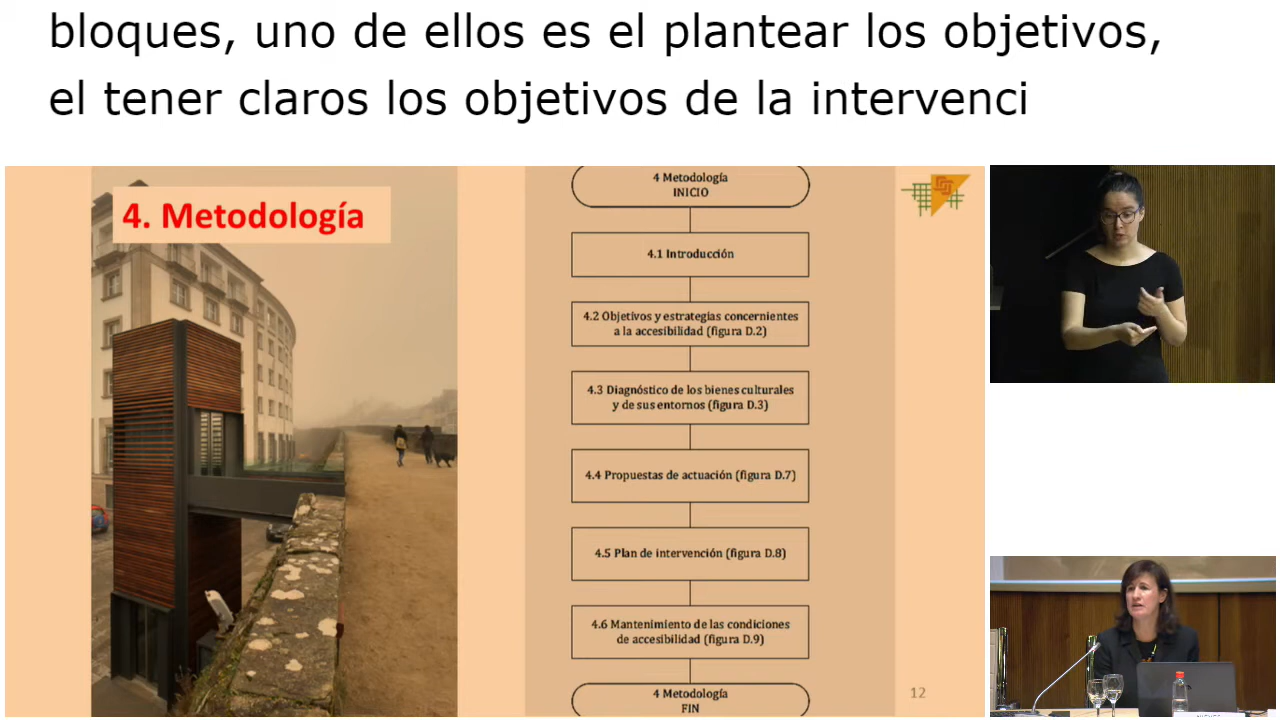 bloques, uno de ellos es el plantear los objetivos,
el tener claros los objetivos de la intervenci
4. Metodología
4 Metodología
INICIO
4.1 Introducción
4.2 Objetivos y estrategias concernientes
a la accesibilidad (figura D.2)
4.3 Diagnóstico de los bienes culturales
y de sus entornos (figura D.3)
4.4 Propuestas de actuación (figura D.7)
4.5 Plan de intervención (figura D.8)
4.6 Mantenimiento de las condiciones
de accesibilidad (figura D.9)
4 Metodología
FIN
12